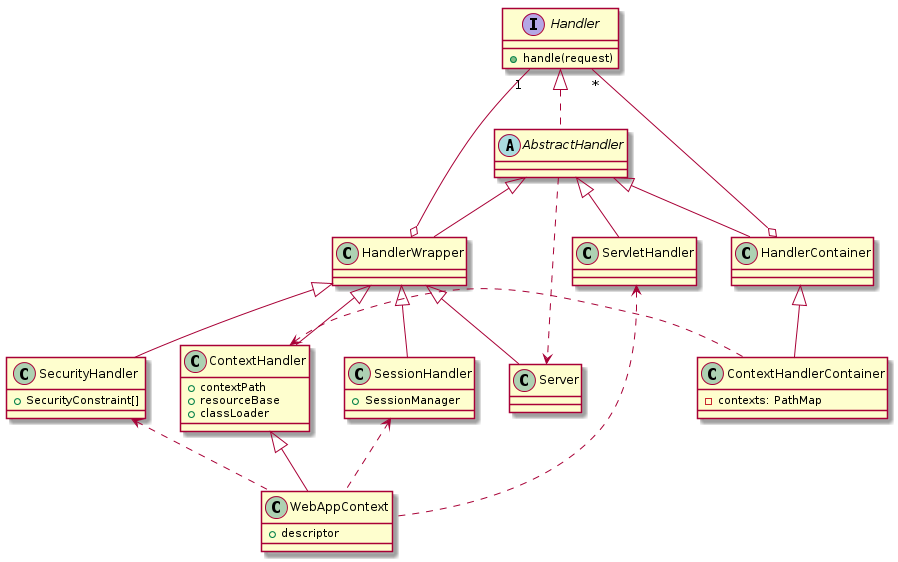 I Handler
handle(request)
1
*
A AbstractHandler
C HandlerWrapper
C ServletHandler
C HandlerContainer
C SecurityHandler
SecurityConstraint[]
C ContextHandler
contextPath
resourceBase
classLoader
C SessionHandler
SessionManager
C Server
C ContextHandlerContainer
contexts: PathMap
C WebAppContext
descriptor